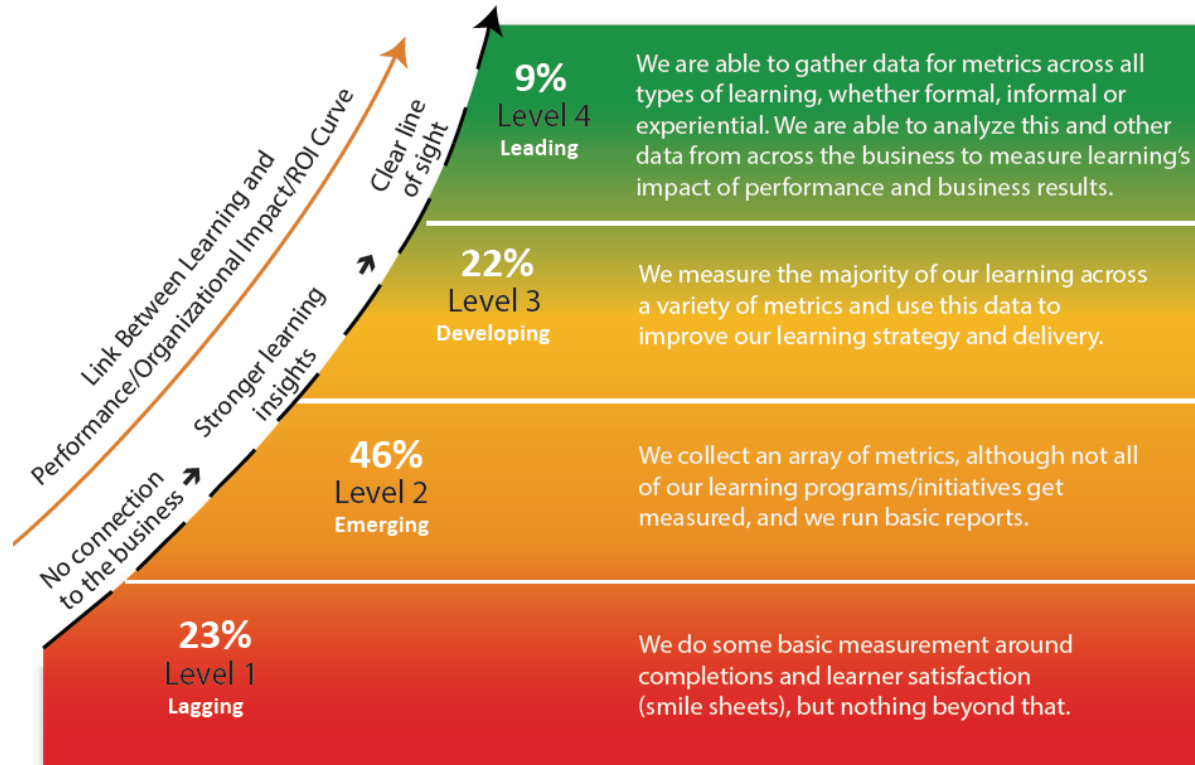 Link Between Learning and
Performance/Organizational Impact/ROI Curve
No connection
to the business
Stronger learning
insights
Clear line
of sight
9%
Level 4
Leading
We are able to gather data for metrics across all
types of learning, whether formal, informal or
experiential. We are able to analyze this and other
data from across the business to measure learning's
impact of performance and business results.
22%
Level 3
Developing
We measure the majority of our learning across
a variety of metrics and use this data to
improve our learning strategy and delivery.
46%
Level 2
Emerging
We collect an array of metrics, although not all
of our learning programs/initiatives get
measured, and we run basic reports.
23%
Level 1
Lagging
We do some basic measurement around
completions and learner satisfaction
(smile sheets), but nothing beyond that.